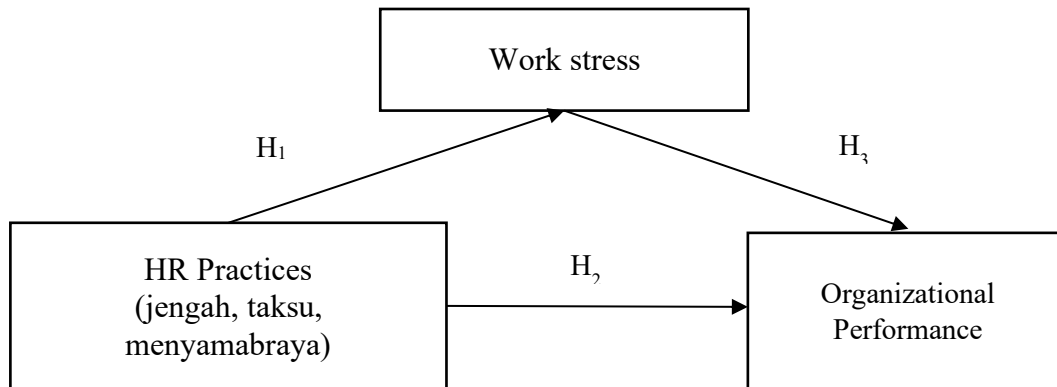 Work stress
H₁
H₃
HR Practices
(jengah, taksu,
menyamabraya)
H₂
Organizational
Performance